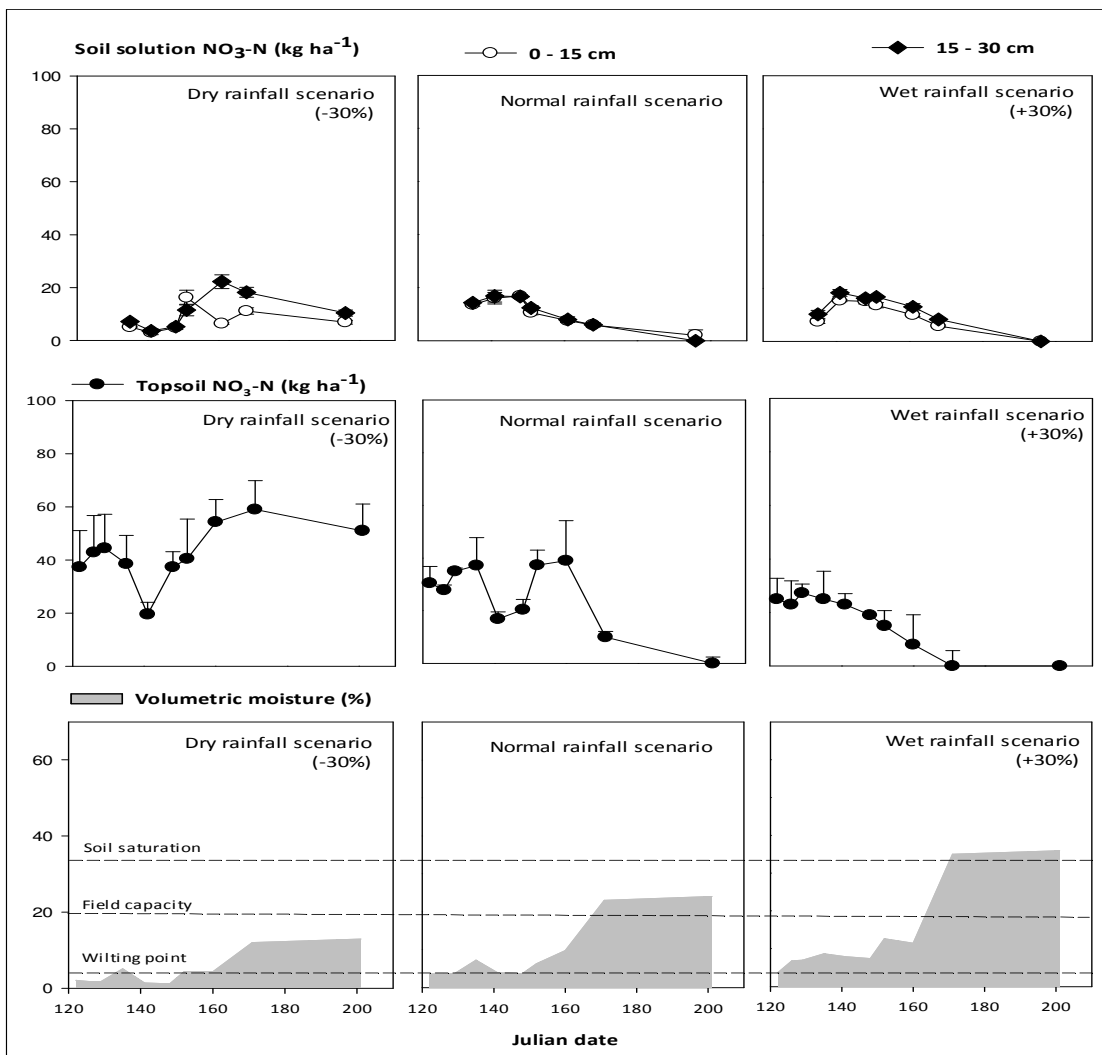 Soil solution NO3-N (kg ha-1)
0 - 15 cm
15 - 30 cm
100
80
60
40
20
0
Dry rainfall scenario
(-30%)
Normal rainfall scenario
Wet rainfall scenario
(+30%)
Topsoil NO3-N (kg ha-1)
100
80
60
40
20
0
Dry rainfall scenario
(-30%)
Normal rainfall scenario
Wet rainfall scenario
(+30%)
Volumetric moisture (%)
60
40
20
0
Dry rainfall scenario
(-30%)
Normal rainfall scenario
Wet rainfall scenario
(+30%)
Soil saturation
Field capacity
Wilting point
120 140 160 180 200
120 140 160 180 200
120 140 160 180 200
Julian date